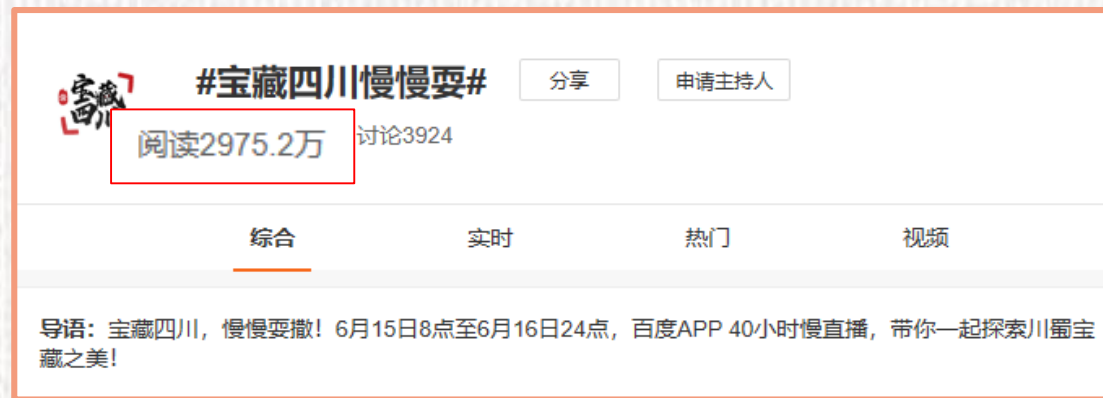 宝藏
四川
#宝藏四川慢慢耍#
分享
申请主持人
阅读2975.2万
讨论3924
综合
实时
热门
视频
导语：宝藏四川，慢慢耍撒！6月15日8点至6月16日24点，百度APP 40小时慢直播，带你一起探索川蜀宝
藏之美！